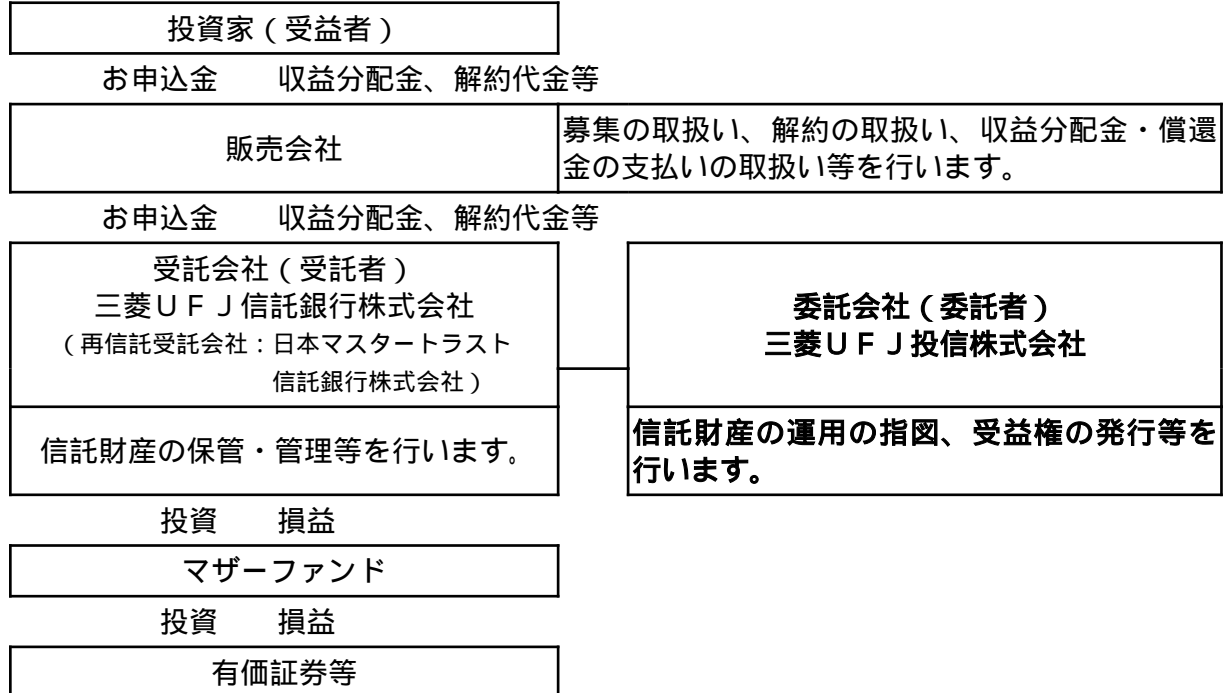 投資家（受益者）
お申込金　　収益分配金、解約代金等
販売会社
募集の取扱い、解約の取扱い、収益分配金・償還
金の支払いの取扱い等を行います。
お申込金　　収益分配金、解約代金等
受託会社（受託者）
三菱ＵＦＪ信託銀行株式会社
（再信託受託会社：日本マスタートラスト
信託銀行株式会社）
委託会社（委託者）
三菱ＵＦＪ投信株式会社
信託財産の保管・管理等を行います。
信託財産の運用の指図、受益権の発行等を
行います。
投資　　損益
マザーファンド
投資　　損益
有価証券等